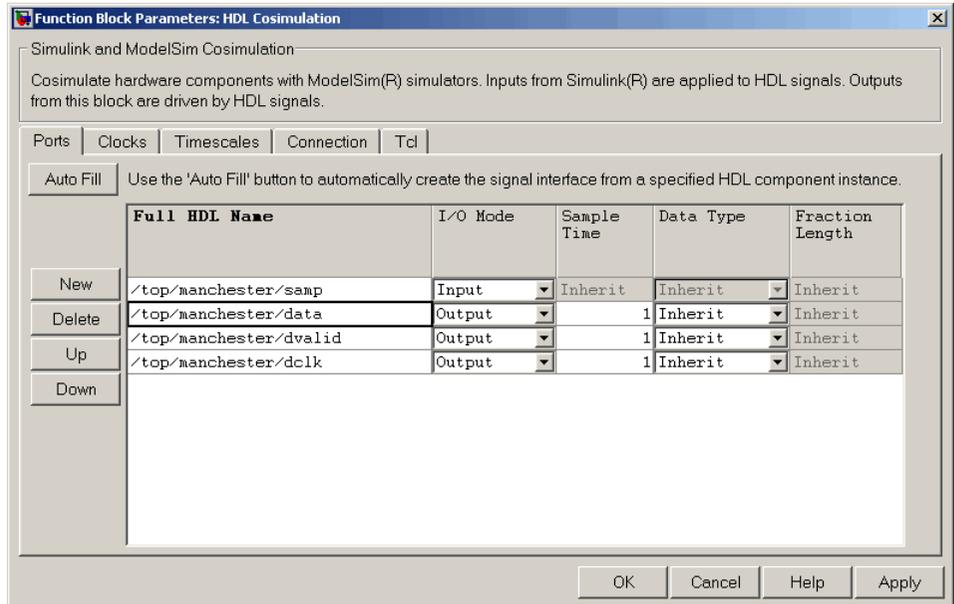 Function Block Parameters: HDL Cosimulation
Simulink and ModelSim Cosimulation
Cosimulate hardware components with ModelSim(R) simulators. Inputs from Simulink(R) are applied to HDL signals. Outputs
from this block are driven by HDL signals.
Ports Clocks Timescales Connection Tcl
Auto Fill Use the 'Auto Fill' button to automatically create the signal interface from a specified HDL component instance.
Full HDL Name I/O Mode Sample Time Data Type Fraction Length
New
Delete
Up
Down
/top/manchester/samp Input Inherit Inherit Inherit
/top/manchester/data Output 1 Inherit Inherit
/top/manchester/dvalid Output 1 Inherit Inherit
/top/manchester/dclk Output 1 Inherit Inherit
OK Cancel Help Apply